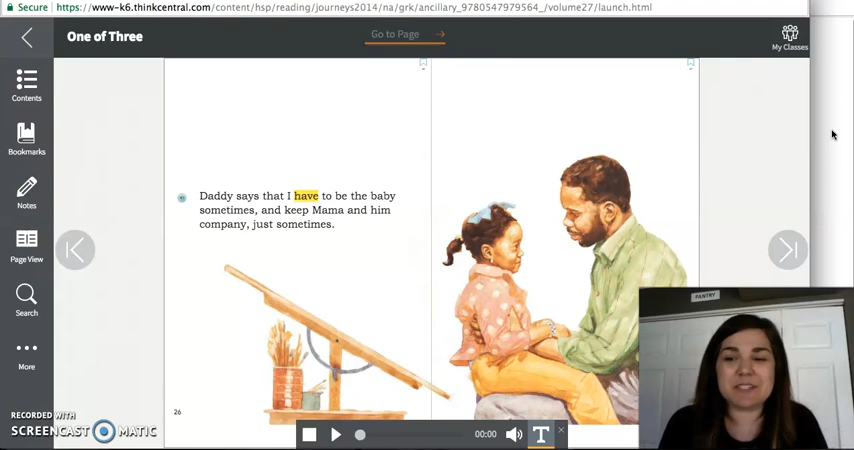 Secure https://www-k6.thinkcentral.com/content/hsp/reading/journeys2014/na/grk/ancillary_9780547979564_/volume27/launch.html
One of Three
Go to Page
My Classes
Contents
Bookmarks
Notes
Page View
Search
More
Daddy says that I have to be the baby
sometimes, and keep Mama and him
company, just sometimes.
26
PANTRY
RECORDED WITH
SCREENCAST MATIC
00:00
T